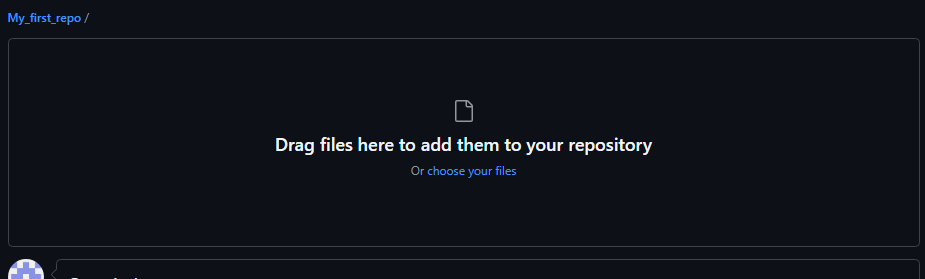 My_first_repo /
Drag files here to add them to your repository
Or choose your files